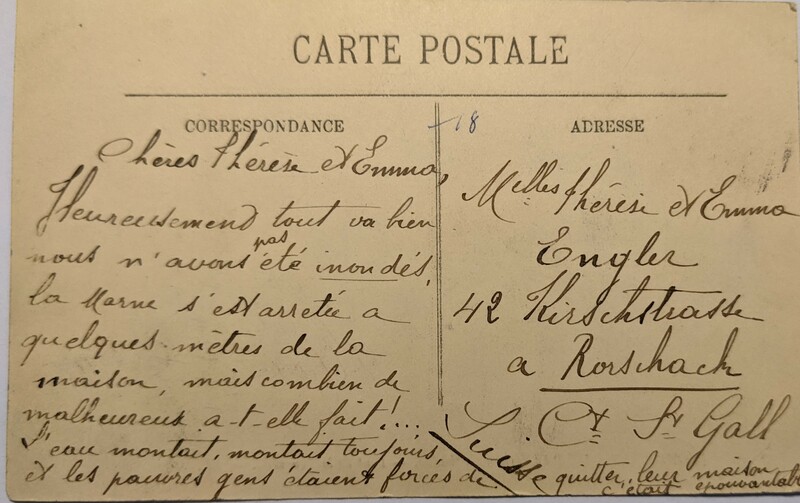 CARTE POSTALE
CORRESPONDANCE
-18
ADRESSE
Chères Thérèse et Emma,
Heureusement tout va bien
nous n'avons pas été inondés,
la Marne s'est arretée a
quelques mètres de la
maison, mais combien de
malheureux a-t-elle fait!....
L'eau montait, montait toujours,
et les pauvres gens étaient forcés de quitter leur maison
c'était épouvantable
Melles Thérèse et Emma
Engler
42 Kirschstrasse
a Rorschach
Ct St Gall
Suisse